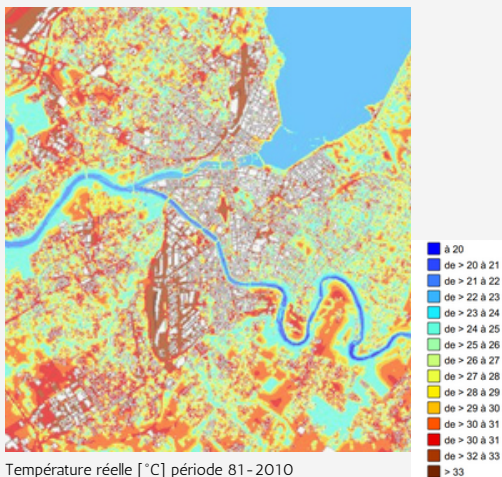 à 20
de > 20 à 21
de > 21 à 22
de > 22 à 23
de > 23 à 24
de > 24 à 25
de > 25 à 26
de > 26 à 27
de > 27 à 28
de > 28 à 29
de > 29 à 30
de > 30 à 31
de > 30 à 31
de > 32 à 33
> 33
Température réelle [°C] période 81-2010